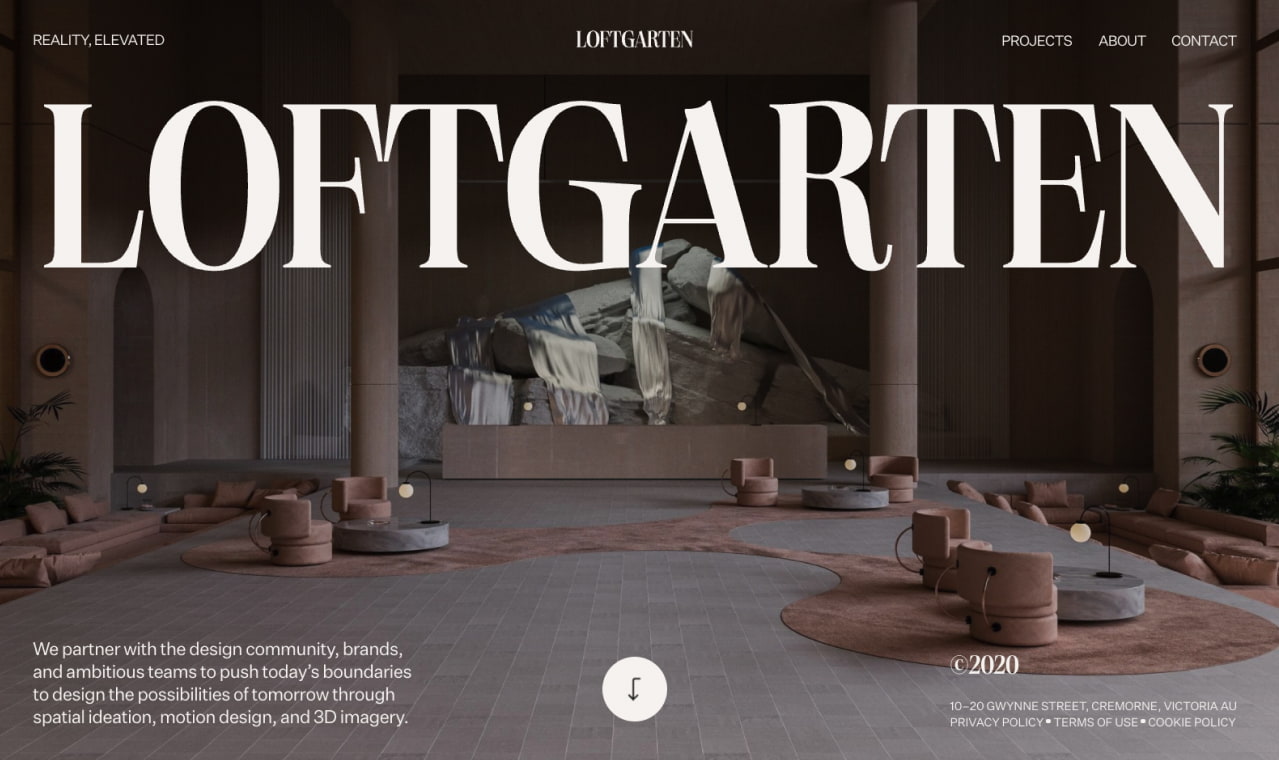 REALITY, ELEVATED
LOFTGARTEN
PROJECTS ABOUT CONTACT
LOFTGARTEN
We partner with the design community, brands,
and ambitious teams to push today’s boundaries
to design the possibilities of tomorrow through
spatial ideation, motion design, and 3D imagery.
©2020
10–20 GWYNNE STREET, CREMORNE, VICTORIA AU
PRIVACY POLICY • TERMS OF USE • COOKIE POLICY